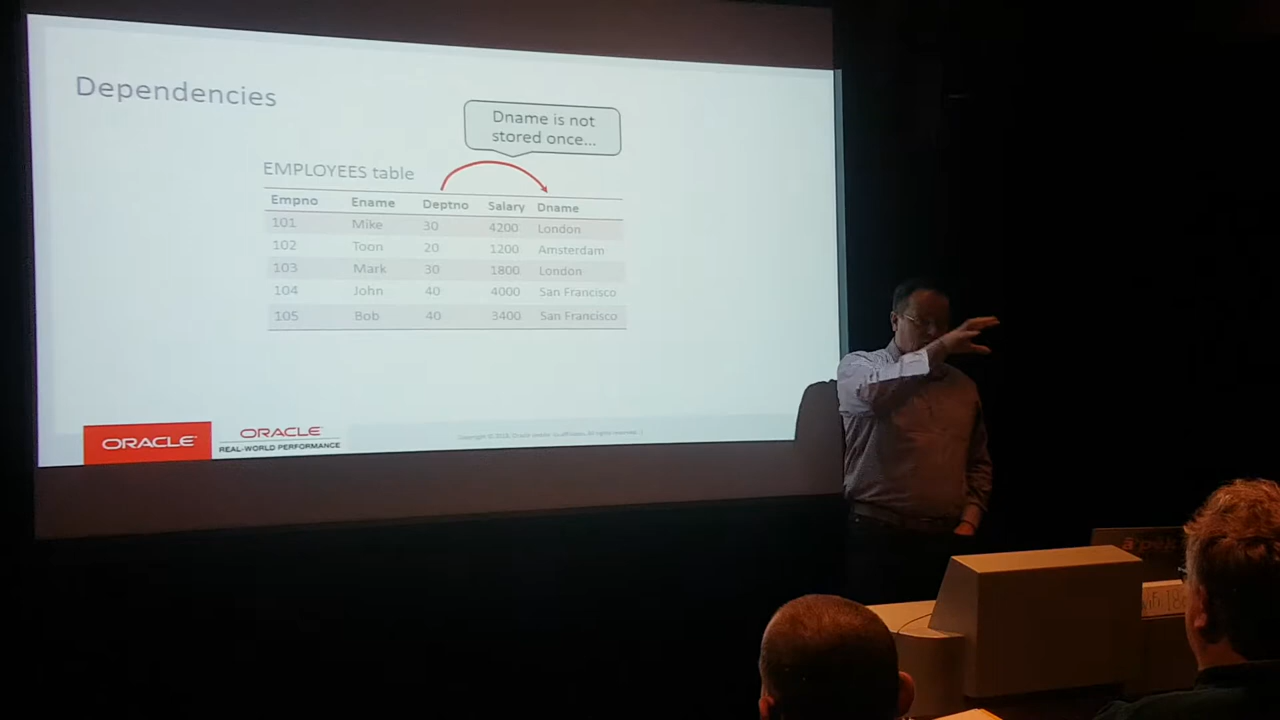 Dependencies
Dname is not
stored once...
EMPLOYEES table
Empno Ename Deptno Salary Dname
101 Mike 30 4200 London
102 Toon 20 1200 Amsterdam
103 Mark 30 1800 London
104 John 40 4000 San Francisco
105 Bob 40 3400 San Francisco
ORACLE
ORACLE
REAL-WORLD PERFORMANCE